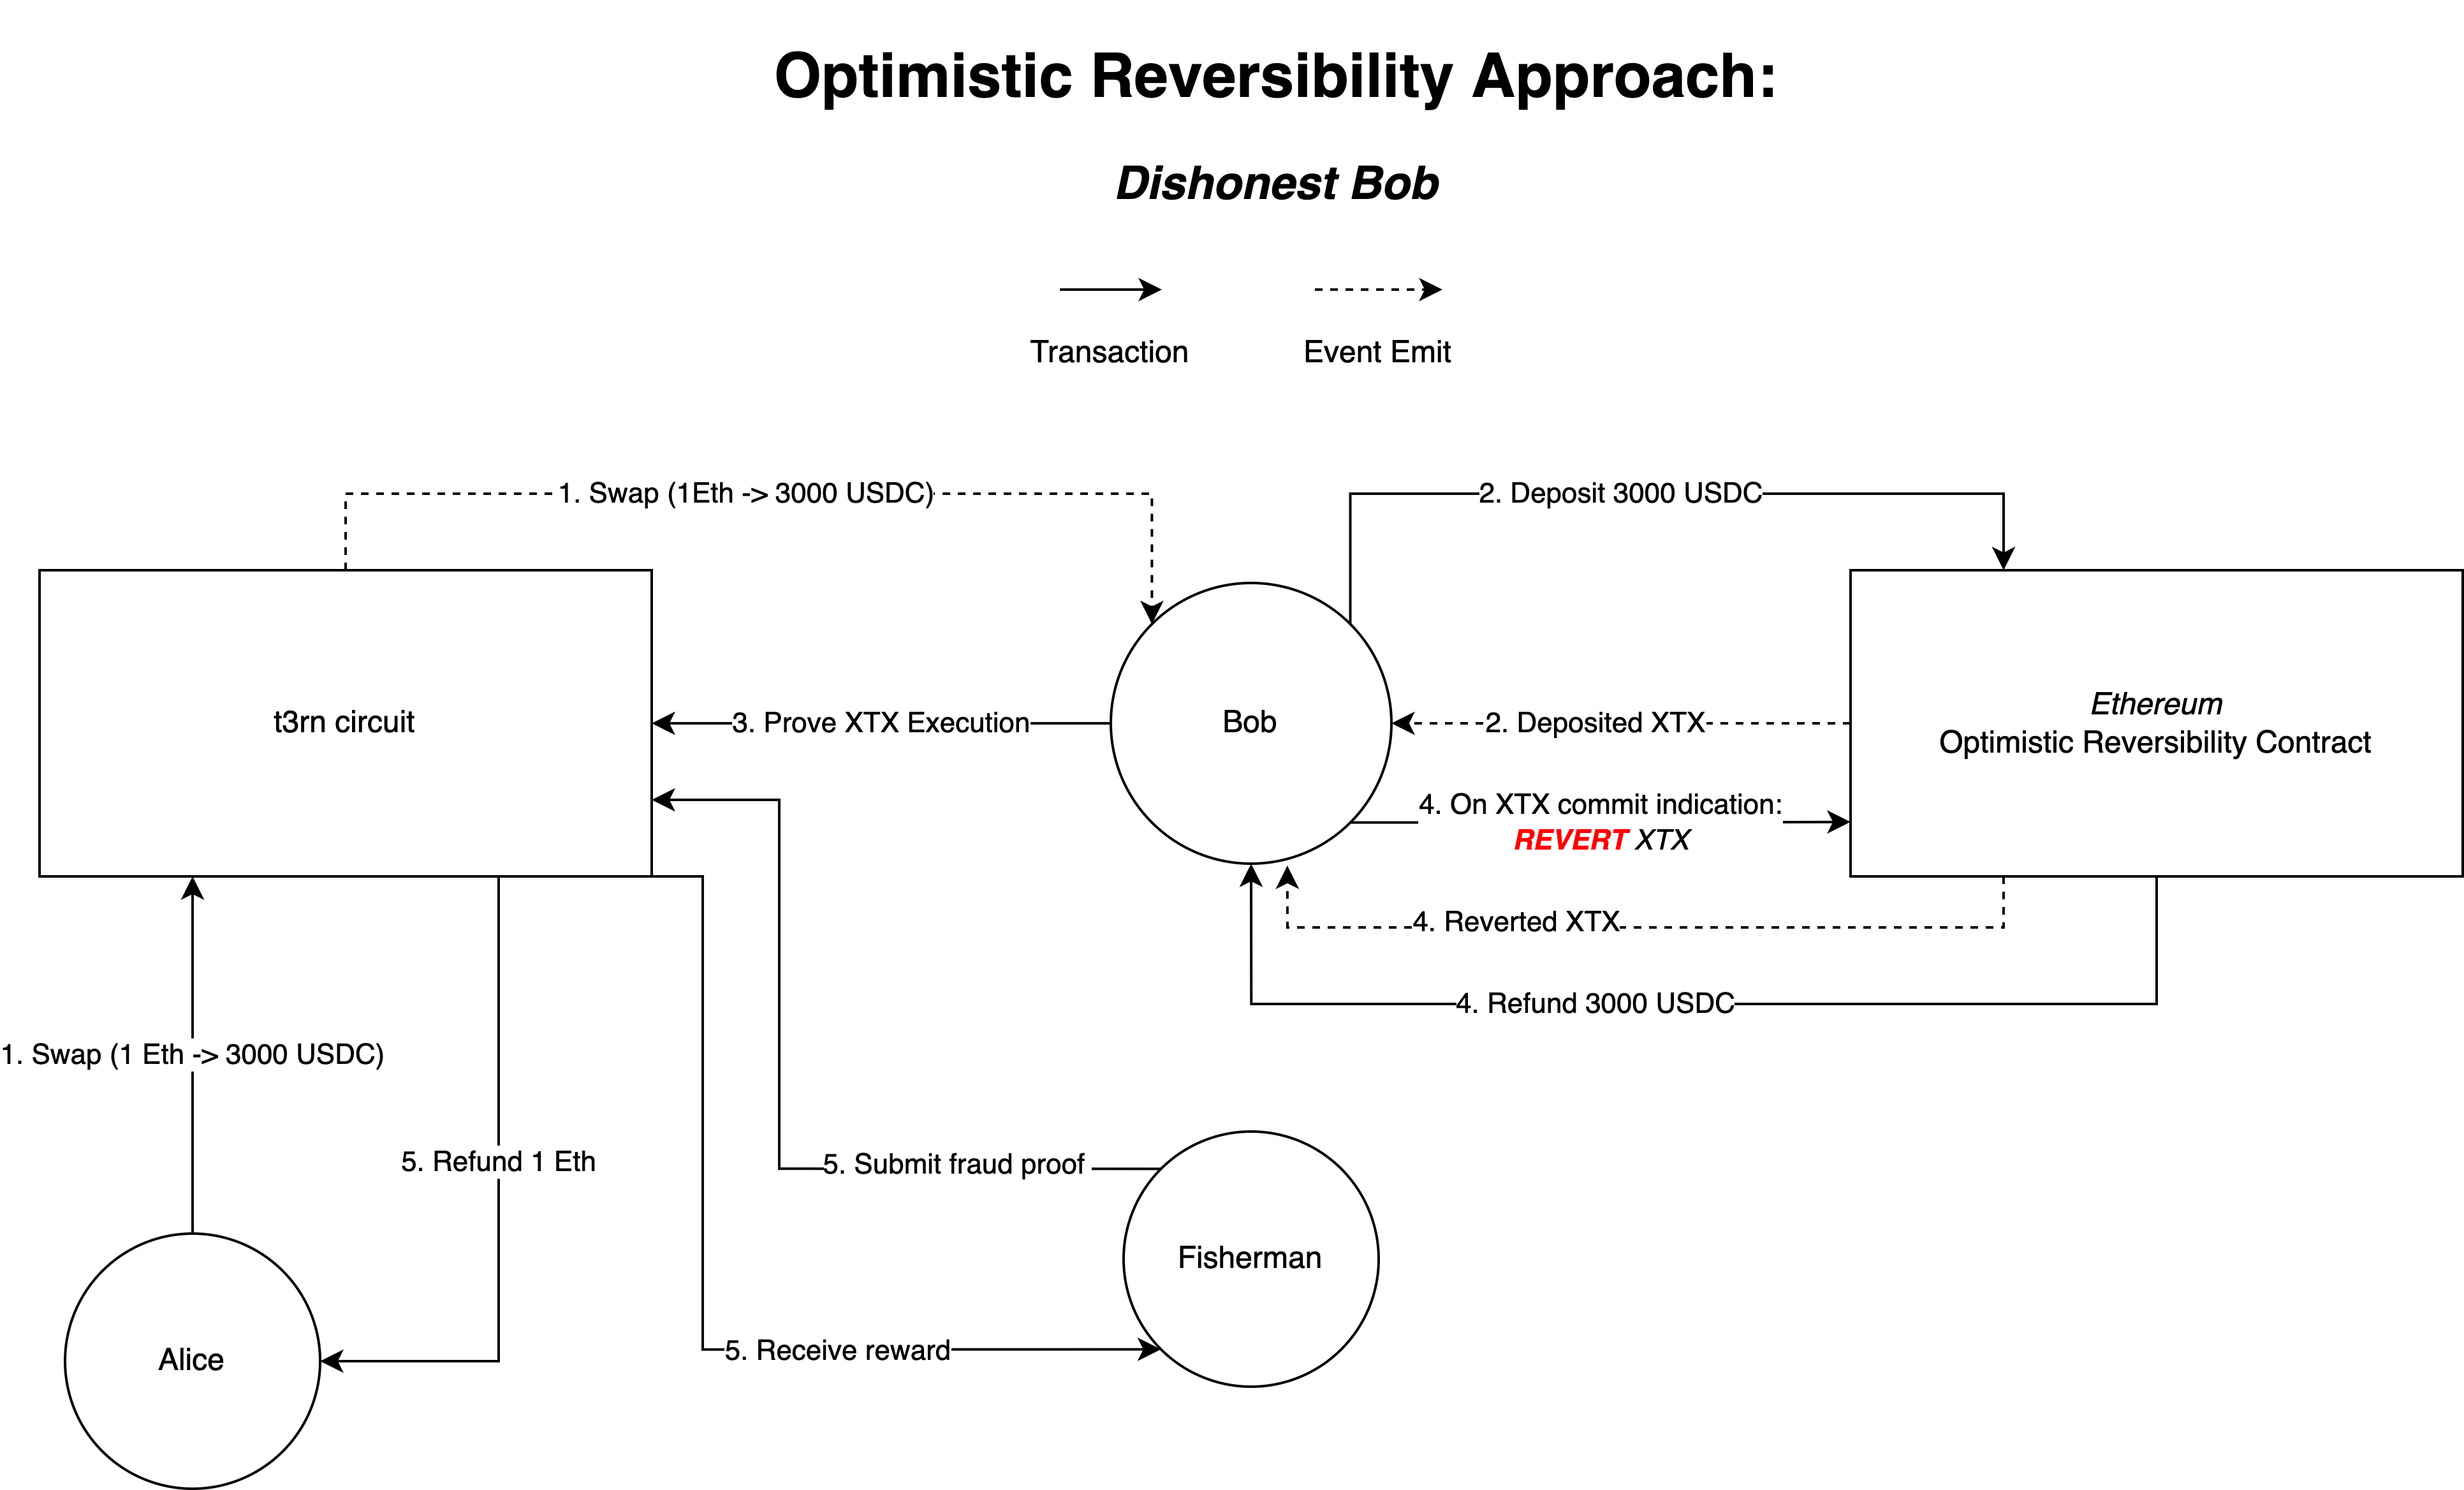 Optimistic Reversibility Approach:
Dishonest Bob
Transaction
Event Emit
1. Swap (1Eth -> 3000 USDC)
2. Deposit 3000 USDC
t3rn circuit
3. Prove XTX Execution
Bob
2. Deposited XTX
Ethereum
Optimistic Reversibility Contract
4. On XTX commit indication:
REVERT XTX
4. Reverted XTX
4. Refund 3000 USDC
1. Swap (1 Eth -> 3000 USDC)
5. Refund 1 Eth
5. Submit fraud proof
Fisherman
5. Receive reward
Alice